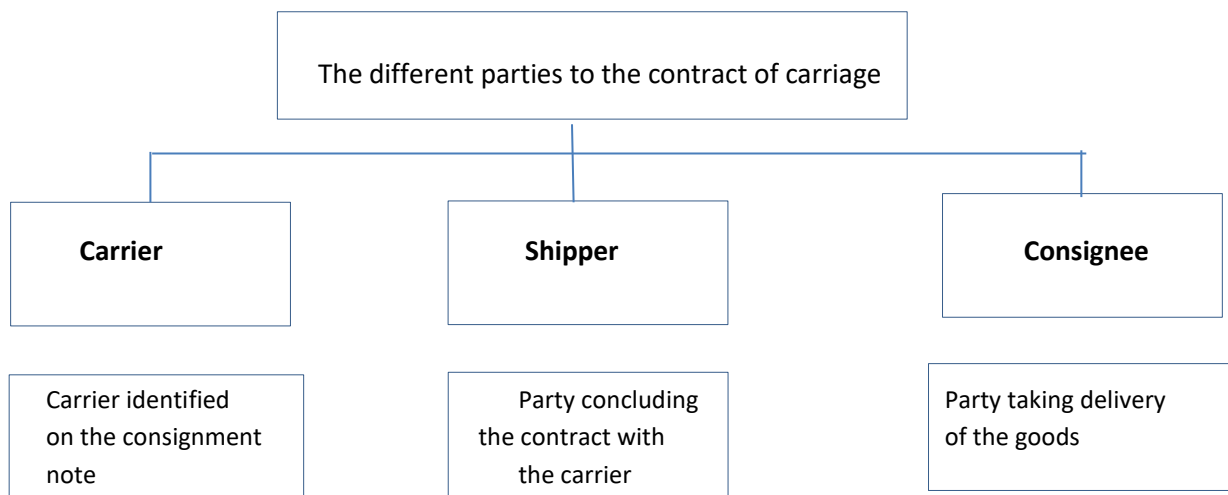 The different parties to the contract of carriage
Carrier
Shipper
Consignee
Carrier identified
on the consignment
note
Party concluding
the contract with
the carrier
Party taking delivery
of the goods